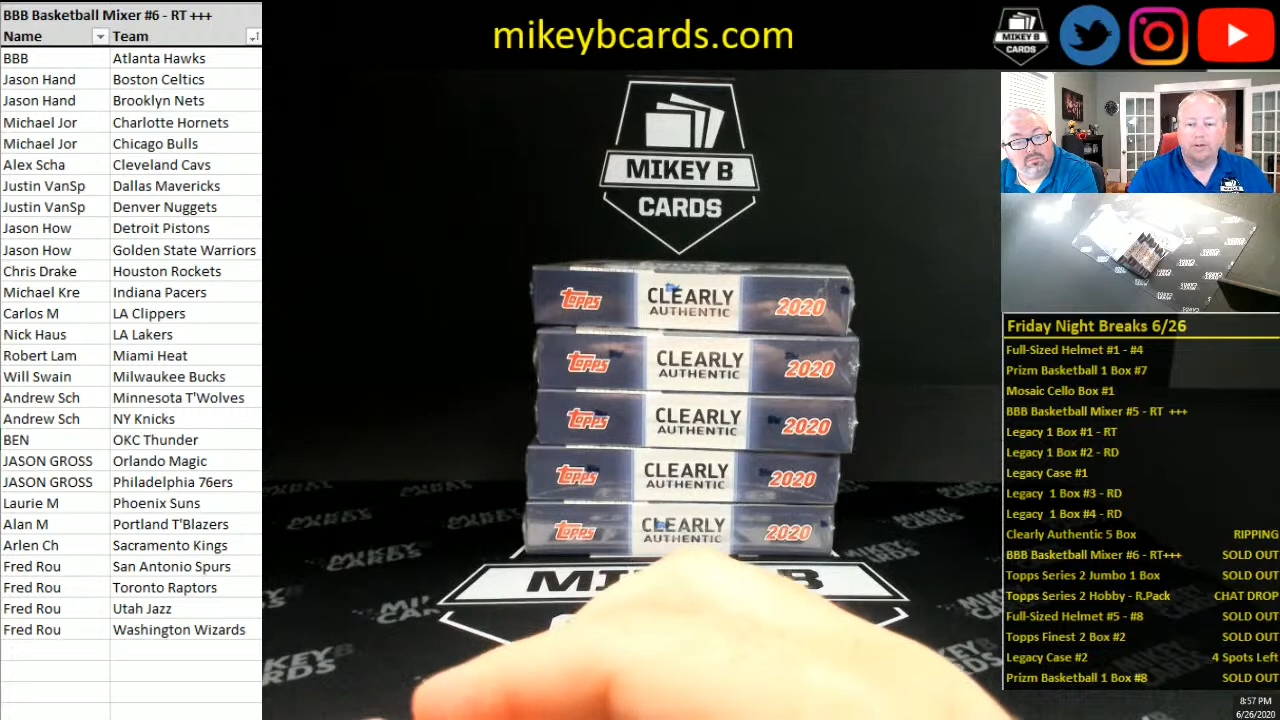 BBB Basketball Mixer #6 - RT +++
Name Team
BBB Atlanta Hawks
Jason Hand Boston Celtics
Jason Hand Brooklyn Nets
Michael Jor Charlotte Hornets
Michael Jor Chicago Bulls
Alex Scha Cleveland Cavs
Justin VanSp Dallas Mavericks
Justin VanSp Denver Nuggets
Jason How Detroit Pistons
Jason How Golden State Warriors
Chris Drake Houston Rockets
Michael Kre Indiana Pacers
Carlos M LA Clippers
Nick Haus LA Lakers
Robert Lam Miami Heat
Will Swain Milwaukee Bucks
Andrew Sch Minnesota T'Wolves
Andrew Sch NY Knicks
BEN OKC Thunder
JASON GROSS Orlando Magic
JASON GROSS Philadelphia 76ers
Laurie M Phoenix Suns
Alan M Portland T'Blazers
Arlen Ch Sacramento Kings
Fred Rou San Antonio Spurs
Fred Rou Toronto Raptors
Fred Rou Utah Jazz
Fred Rou Washington Wizards
mikeybcards.com
MIKEY B
CARDS
MIKEY B
CARDS
Topps CLEARLY AUTHENTIC 2020
Topps CLEARLY AUTHENTIC 2020
Topps CLEARLY AUTHENTIC 2020
Topps CLEARLY AUTHENTIC 2020
Topps CLEARLY AUTHENTIC 2020
Friday Night Breaks 6/26
Full-Sized Helmet #1 - #4
Prizm Basketball 1 Box #7
Mosaic Cello Box #1
BBB Basketball Mixer #5 - RT +++
Legacy 1 Box #1 - RT
Legacy 1 Box #2 - RD
Legacy Case #1
Legacy 1 Box #3 - RD
Legacy 1 Box #4 - RD
Clearly Authentic 5 Box RIPPING
BBB Basketball Mixer #6 - RT+++ SOLD OUT
Topps Series 2 Jumbo 1 Box SOLD OUT
Topps Series 2 Hobby - R.Pack CHAT DROP
Full-Sized Helmet #5 - #8 SOLD OUT
Topps Finest 2 Box #2 SOLD OUT
Legacy Case #2 4 Spots Left
Prizm Basketball 1 Box #8 SOLD OUT
8:57 PM
6/26/2020